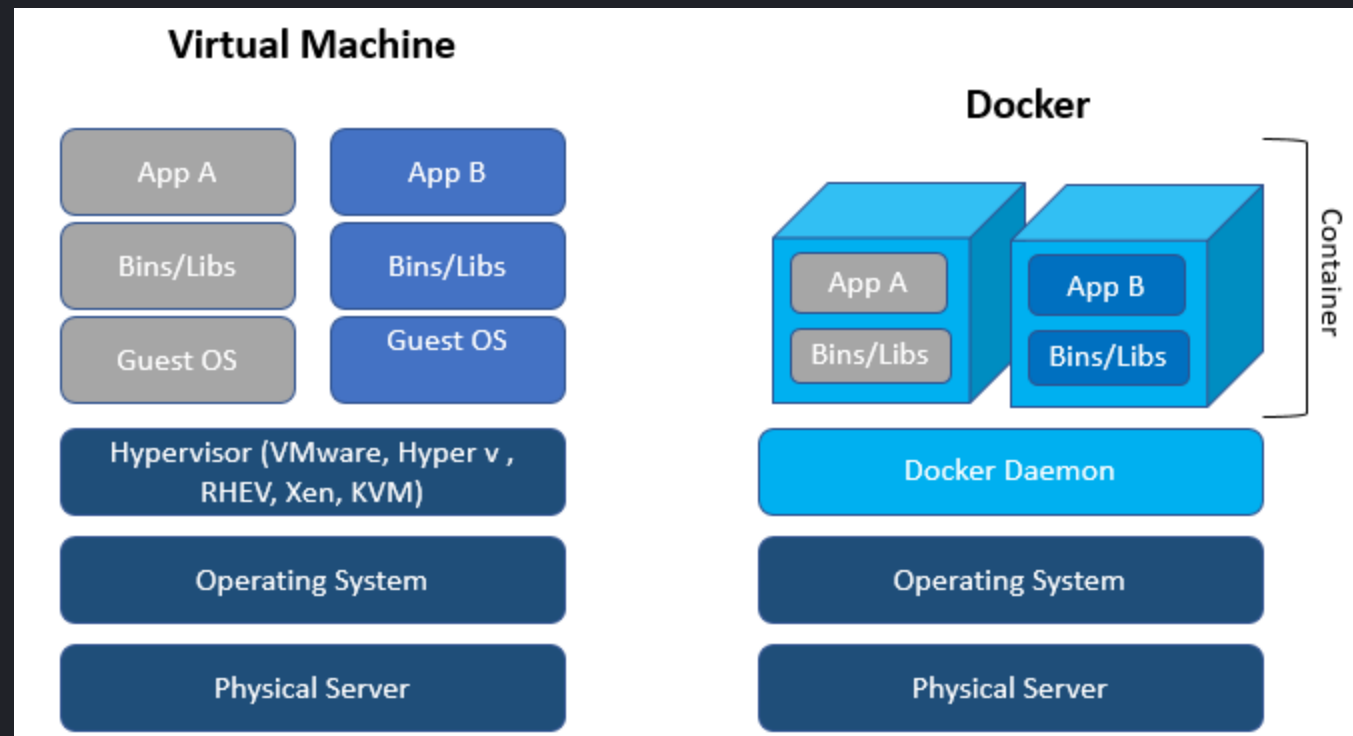 Virtual Machine
App A
App B
Bins/Libs
Bins/Libs
Guest OS
Guest OS
Hypervisor (VMware, Hyper v ,
RHEV, Xen, KVM)
Operating System
Physical Server
Docker
App A
App B
Bins/Libs
Bins/Libs
Container
Docker Daemon
Operating System
Physical Server